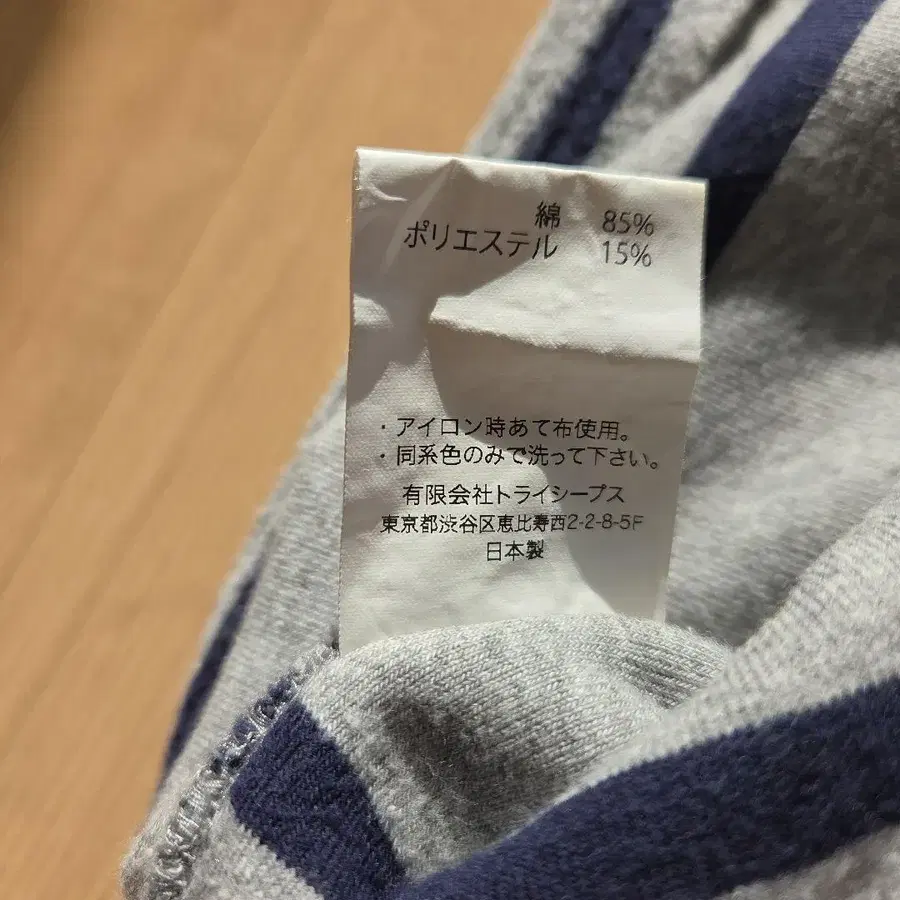 綿 85%
ポリエステル 15%
・アイロン時あて布使用。
・同系色のみで洗って下さい。
有限会社トライシープス
東京都渋谷区恵比寿西2-2-8-5F
日本製